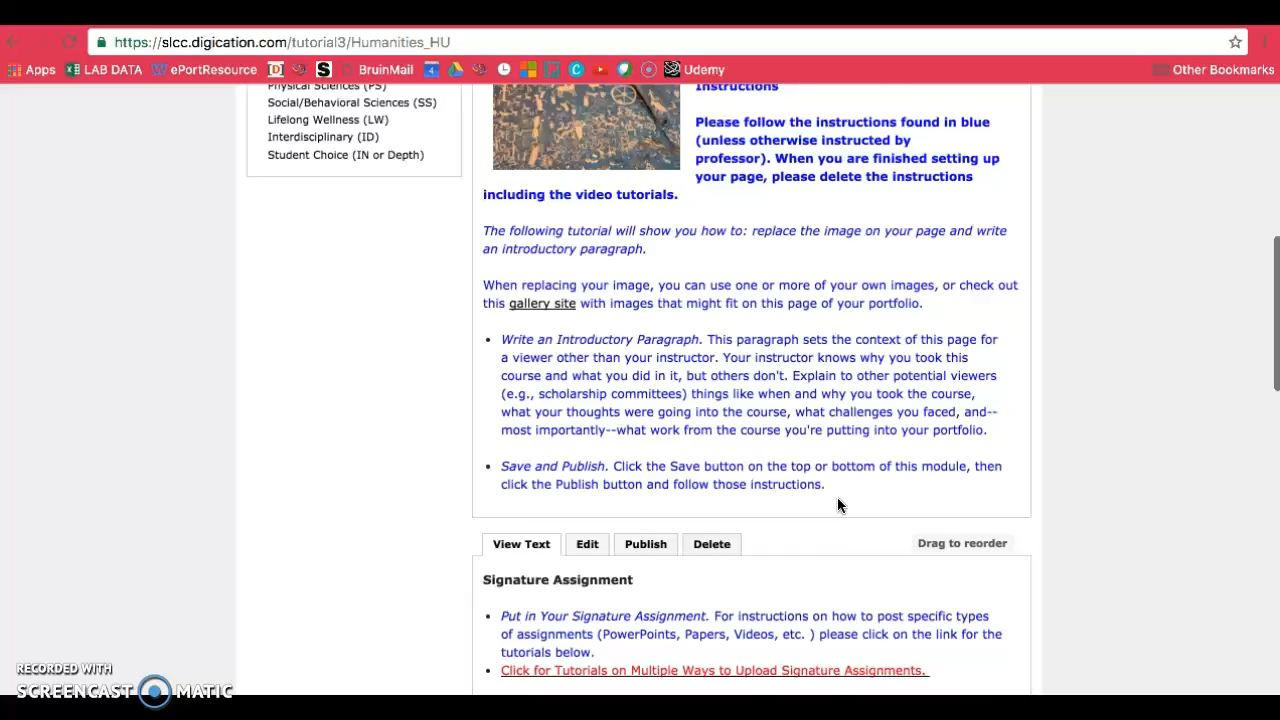 https://slcc.digication.com/tutorial3/Humanities_HU
Apps LAB DATA ePortResource BruinMail Udemy Other Bookmarks
Physical Sciences (PS)
Social/Behavioral Sciences (SS)
Lifelong Wellness (LW)
Interdisciplinary (ID)
Student Choice (IN or Depth)
Instructions
Please follow the instructions found in blue
(unless otherwise instructed by
professor). When you are finished setting up
your page, please delete the instructions
including the video tutorials.
The following tutorial will show you how to: replace the image on your page and write
an introductory paragraph.
When replacing your image, you can use one or more of your own images, or check out
this gallery site with images that might fit on this page of your portfolio.
• Write an Introductory Paragraph. This paragraph sets the context of this page for
a viewer other than your instructor. Your instructor knows why you took this
course and what you did in it, but others don't. Explain to other potential viewers
(e.g., scholarship committees) things like when and why you took the course,
what your thoughts were going into the course, what challenges you faced, and--
most importantly--what work from the course you're putting into your portfolio.
• Save and Publish. Click the Save button on the top or bottom of this module, then
click the Publish button and follow those instructions.
View Text Edit Publish Delete Drag to reorder
Signature Assignment
• Put in Your Signature Assignment. For instructions on how to post specific types
of assignments (PowerPoints, Papers, Videos, etc. ) please click on the link for the
tutorials below.
• Click for Tutorials on Multiple Ways to Upload Signature Assignments.
RECORDED WITH
SCREENCAST MATIC